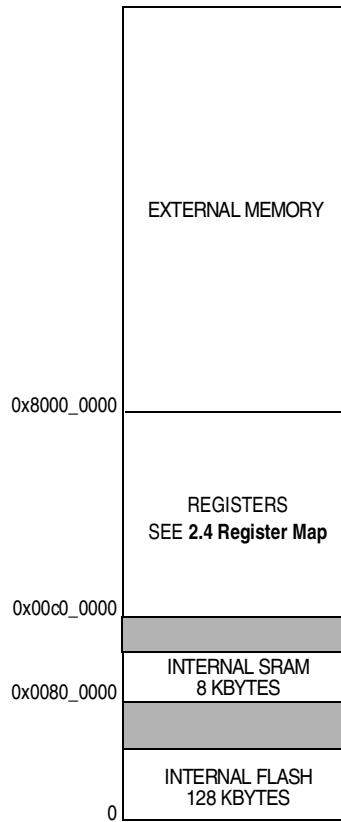 EXTERNAL MEMORY
0x8000_0000
REGISTERS
SEE 2.4 Register Map
0x00c0_0000
INTERNAL SRAM
8 KBYTES
0x0080_0000
INTERNAL FLASH
128 KBYTES
0